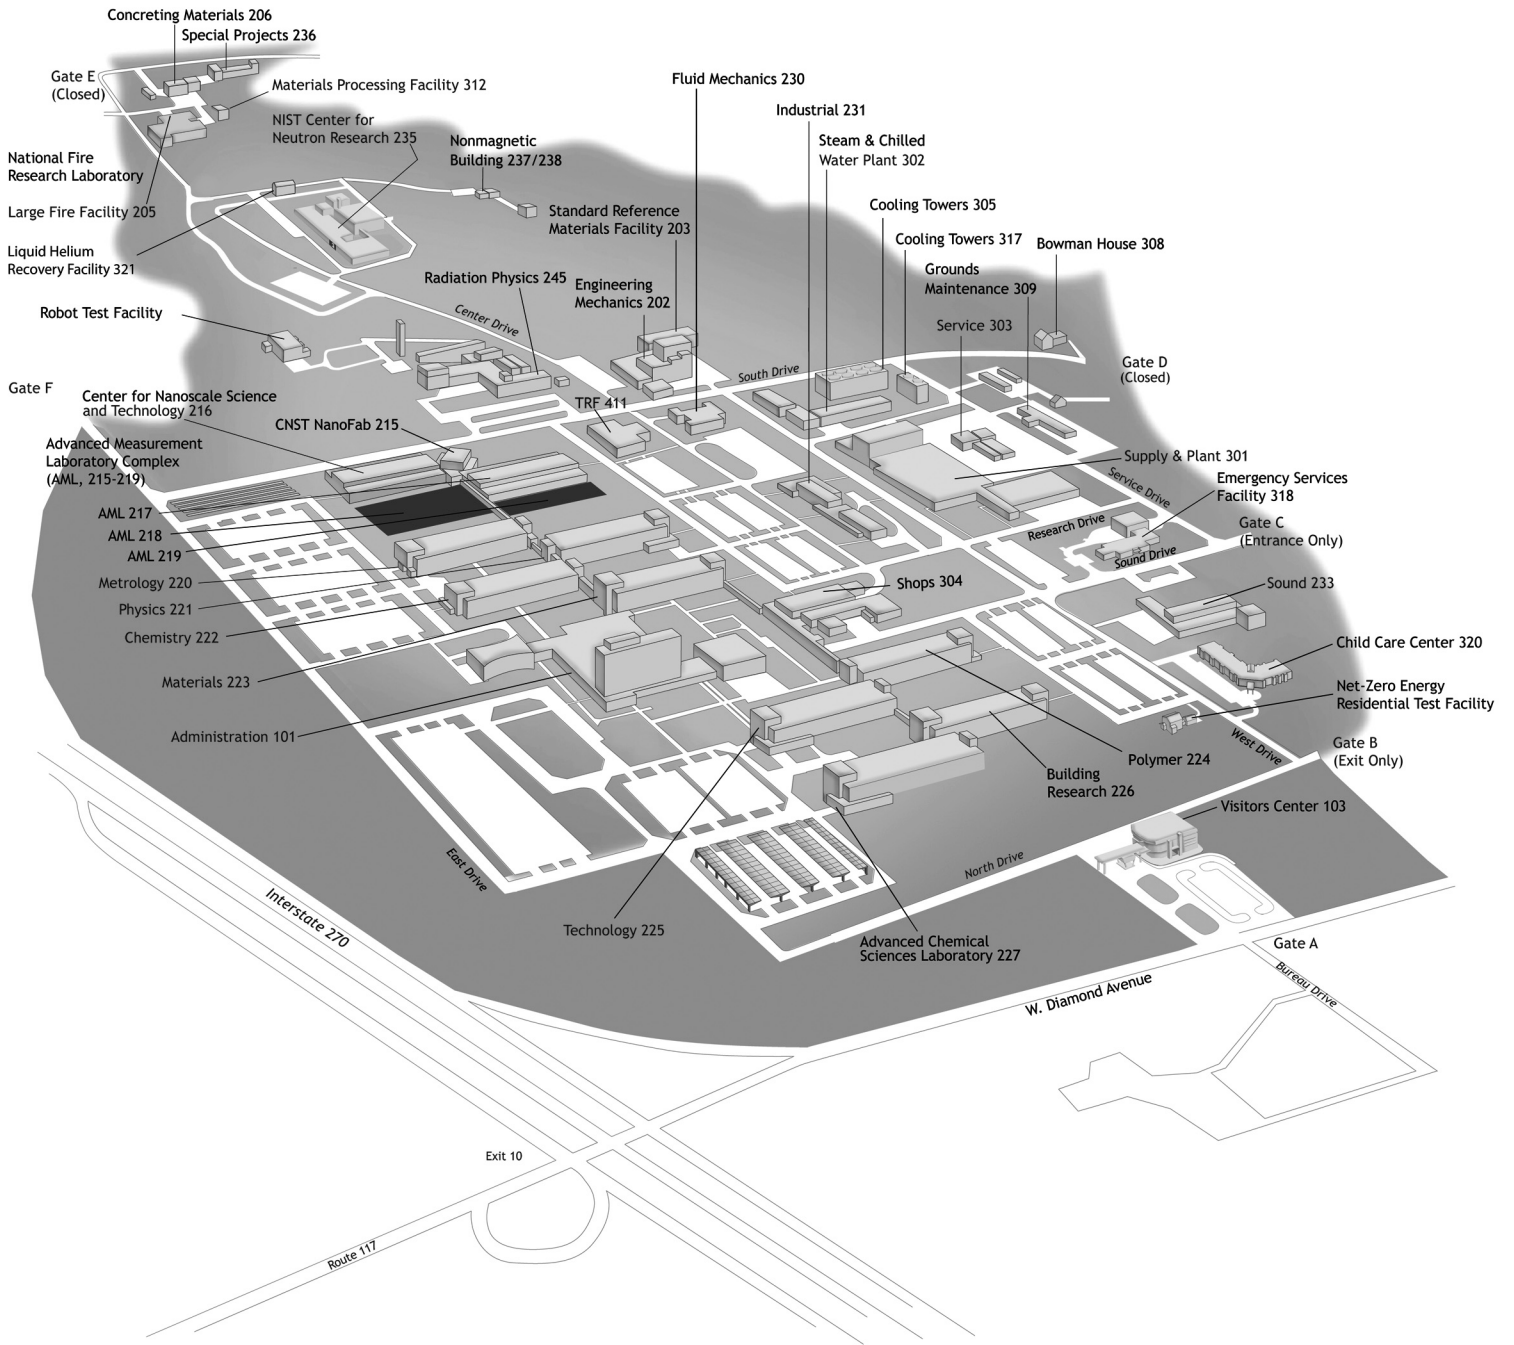 Concreting Materials 206
Special Projects 236
Gate E
(Closed)
Materials Processing Facility 312
Fluid Mechanics 230
NIST Center for
Neutron Research 235
Industrial 231
Nonmagnetic
Building 237/238
Steam & Chilled
Water Plant 302
National Fire
Research Laboratory
Large Fire Facility 205
Standard Reference
Materials Facility 203
Cooling Towers 305
Cooling Towers 317
Bowman House 308
Liquid Helium
Recovery Facility 321
Grounds
Maintenance 309
Radiation Physics 245
Engineering
Mechanics 202
Robot Test Facility
Center Drive
Service 303
Gate D
(Closed)
South Drive
Gate F
Center for Nanoscale Science
and Technology 216
TRF 411
CNST NanoFab 215
Advanced Measurement
Laboratory Complex
(AML, 215-219)
Supply & Plant 301
Service Drive
Emergency Services
Facility 318
AML 217
AML 218
AML 219
Research Drive
Gate C
(Entrance Only)
Sound Drive
Metrology 220
Physics 221
Chemistry 222
Shops 304
Sound 233
Child Care Center 320
Materials 223
Net-Zero Energy
Residential Test Facility
Administration 101
West Drive
Gate B
(Exit Only)
Polymer 224
Building
Research 226
Visitors Center 103
East Drive
North Drive
Technology 225
Advanced Chemical
Sciences Laboratory 227
Interstate 270
Gate A
Bureau Drive
W. Diamond Avenue
Exit 10
Route 117